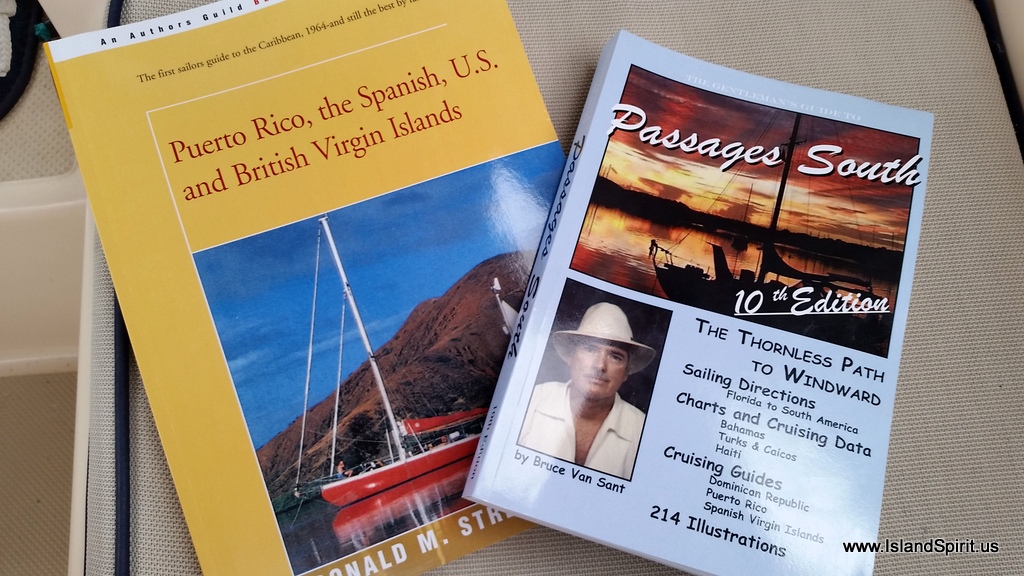 An Authors Guild
The first sailors guide to the Caribbean, 1964-and still the best by
Puerto Rico, the Spanish, U.S.
and British Virgin Islands
DONALD M. STR
Passages South
THE GENTLEMAN'S GUIDE TO
Passages South
10th Edition
THE THORNLESS PATH
TO WINDWARD
Sailing Directions
Florida to South America
Charts and Cruising Data
Bahamas
Turks & Caicos
Haiti
Cruising Guides
Dominican Republic
Puerto Rico
Spanish Virgin Islands
214 Illustrations
by Bruce Van Sant
www.IslandSpirit.us